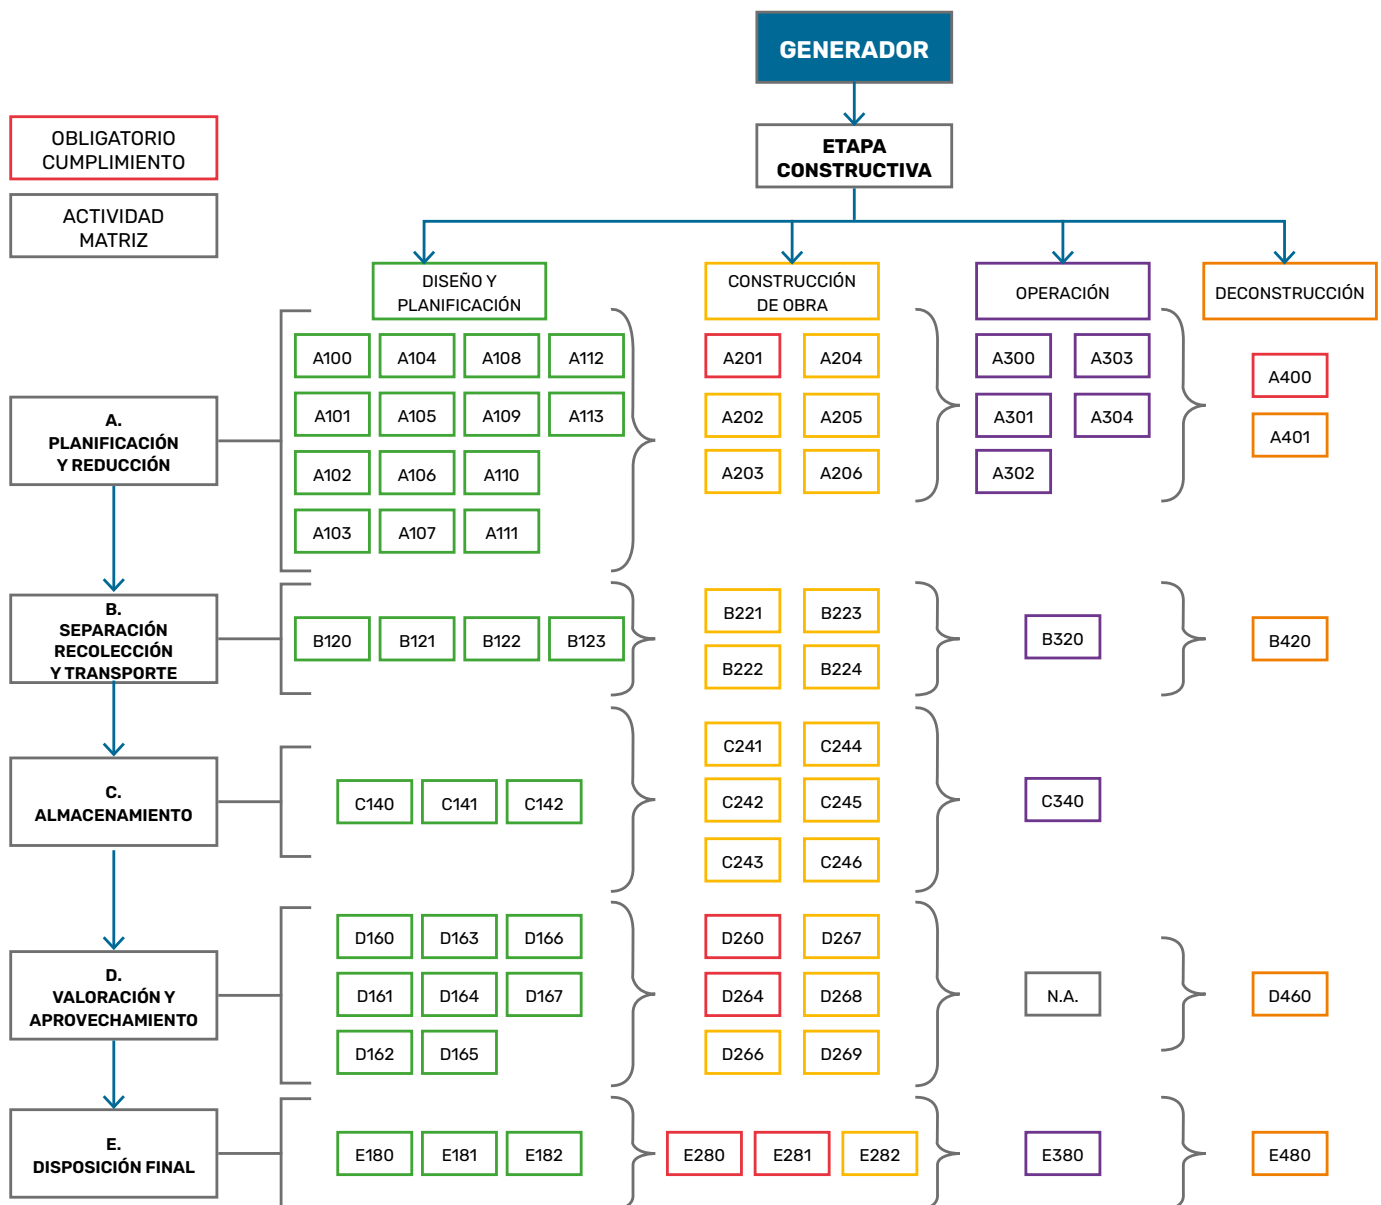 GENERADOR
OBLIGATORIO
CUMPLIMIENTO
ETAPA
CONSTRUCTIVA
ACTIVIDAD
MATRIZ
DISEÑO Y
PLANIFICACIÓN
CONSTRUCCIÓN
DE OBRA
OPERACIÓN
DECONSTRUCCIÓN
A.
PLANIFICACIÓN
Y REDUCCIÓN
A100 A104 A108 A112
A101 A105 A109 A113
A102 A106 A110
A103 A107 A111
A201 A204
A202 A205
A203 A206
A300 A303
A301 A304
A302
A400
A401
B.
SEPARACIÓN
RECOLECCIÓN
Y TRANSPORTE
B120 B121 B122 B123
B221 B223
B222 B224
B320
B420
C.
ALMACENAMIENTO
C140 C141 C142
C241 C244
C242 C245
C243 C246
C340
D.
VALORACIÓN Y
APROVECHAMIENTO
D160 D163 D166
D161 D164 D167
D162 D165
D260 D267
D264 D268
D266 D269
N.A.
D460
E.
DISPOSICIÓN FINAL
E180 E181 E182
E280 E281 E282
E380
E480